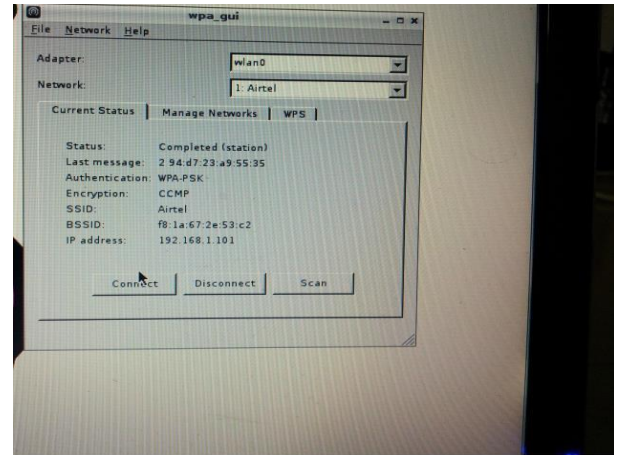 wpa_gui
File Network Help
Adapter: wlan0
Network: 1: Airtel
Current Status Manage Networks WPS
Status: Completed (station)
Last message: 2 94:d7:23:a9:55:35
Authentication: WPA-PSK
Encryption: CCMP
SSID: Airtel
BSSID: f8:1a:67:2e:53:c2
IP address: 192.168.1.101
Connect Disconnect Scan